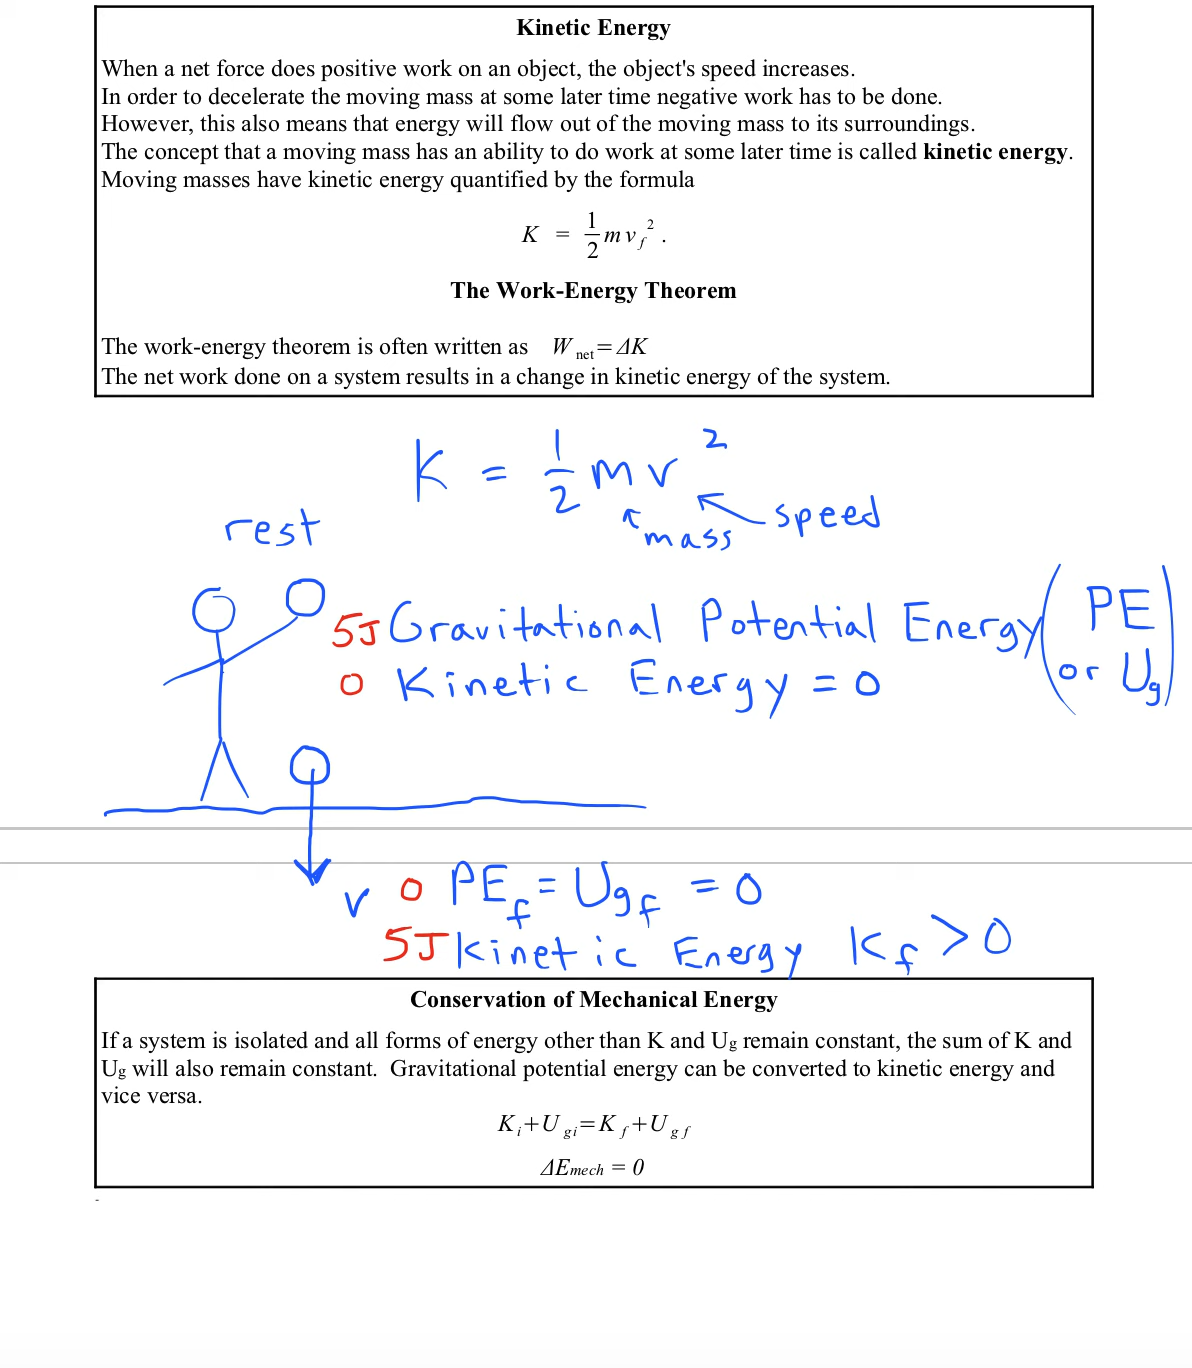 Kinetic Energy
When a net force does positive work on an object, the object's speed increases.
In order to decelerate the moving mass at some later time negative work has to be done.
However, this also means that energy will flow out of the moving mass to its surroundings.
The concept that a moving mass has an ability to do work at some later time is called kinetic energy.
Moving masses have kinetic energy quantified by the formula
K = 1/2 m v_f^2 .
The Work-Energy Theorem
The work-energy theorem is often written as W_net=ΔK
The net work done on a system results in a change in kinetic energy of the system.
K = 1/2 m v^2
mass
speed
rest
5J Gravitational Potential Energy (PE
or Ug)
0 Kinetic Energy = 0
v
0 PE_f = Ug_f = 0
5J Kinetic Energy K_f > 0
Conservation of Mechanical Energy
If a system is isolated and all forms of energy other than K and Ug remain constant, the sum of K and
Ug will also remain constant. Gravitational potential energy can be converted to kinetic energy and
vice versa.
K_i+U_gi=K_f+U_gf
ΔEmech = 0